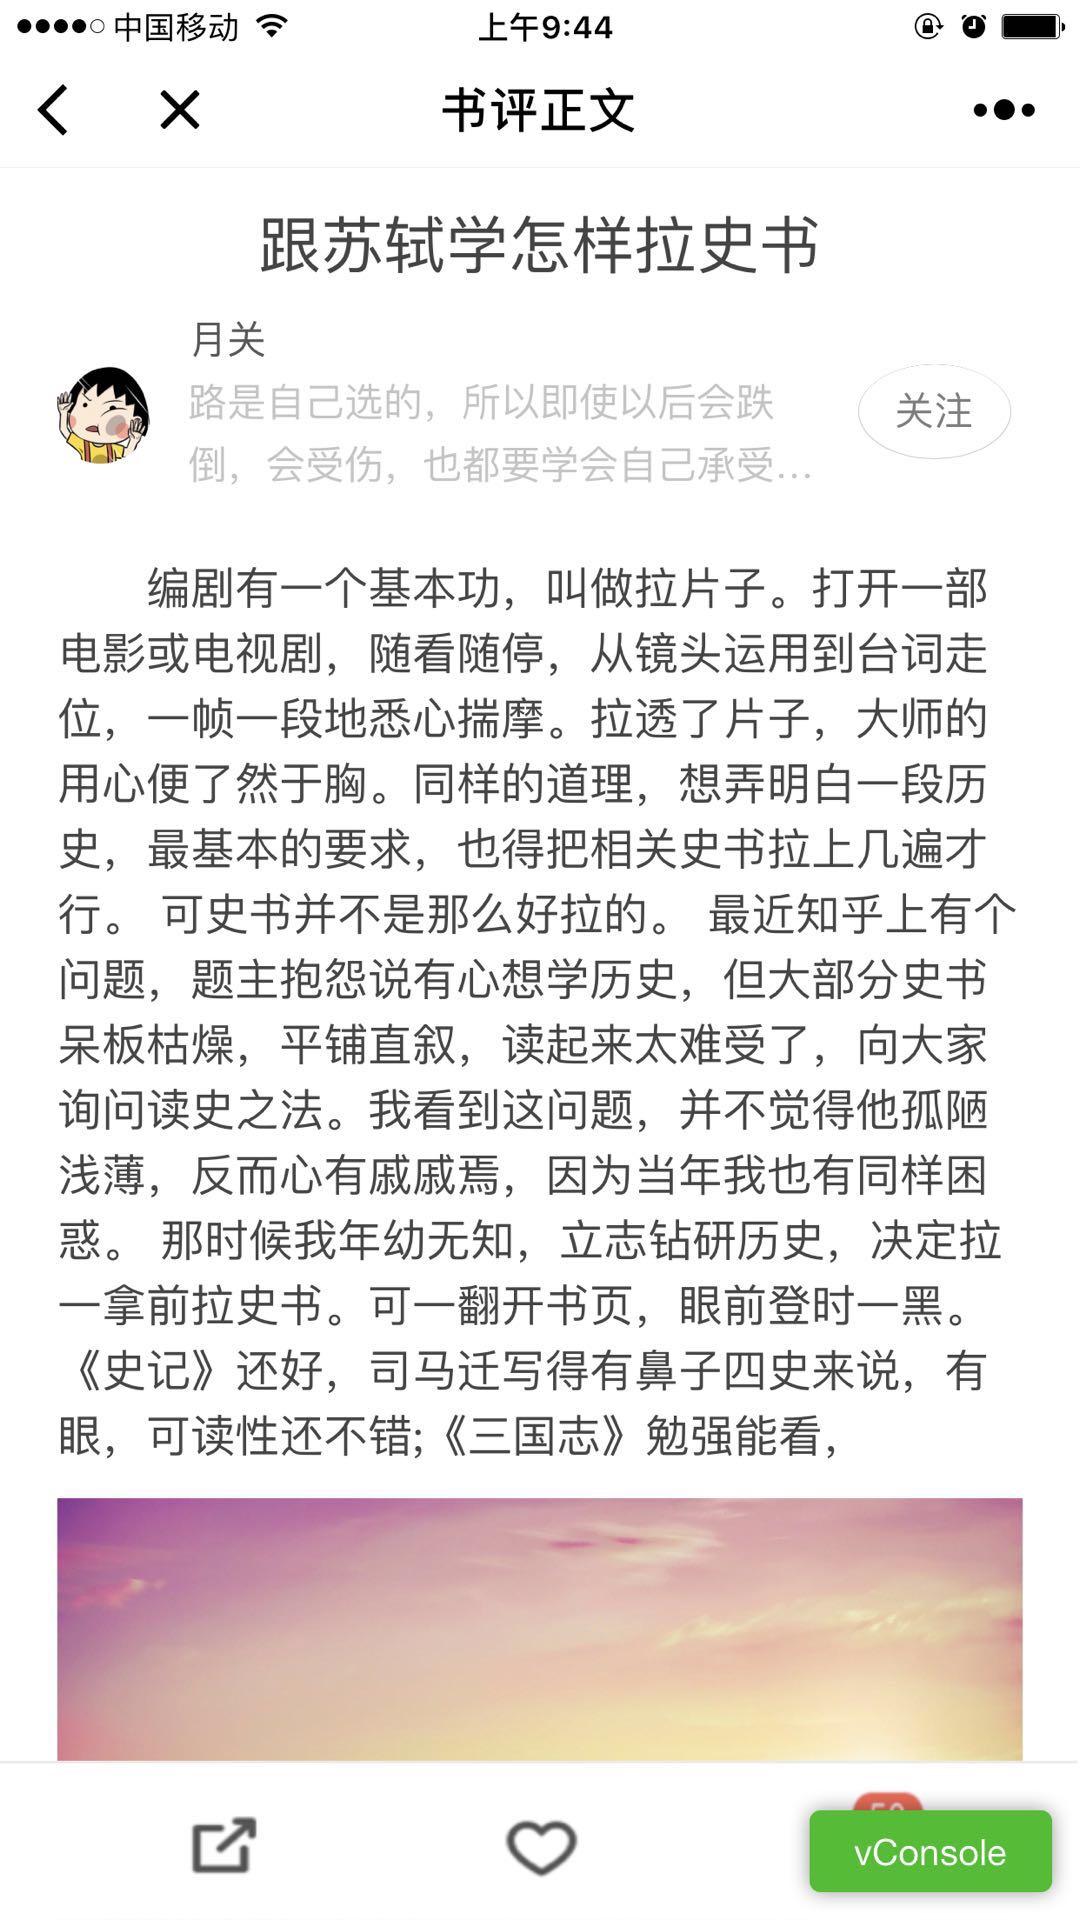 中国移动
上午9:44
书评正文
跟苏轼学怎样拉史书
月关
路是自己选的，所以即使以后会跌
倒，会受伤，也都要学会自己承受...
关注
编剧有一个基本功，叫做拉片子。打开一部
电影或电视剧，随看随停，从镜头运用到台词走
位，一帧一段地悉心揣摩。拉透了片子，大师的
用心便了然于胸。同样的道理，想弄明白一段历
史，最基本的要求，也得把相关史书拉上几遍才
行。 可史书并不是那么好拉的。 最近知乎上有个
问题，题主抱怨说有心想学历史，但大部分史书
呆板枯燥，平铺直叙，读起来太难受了，向大家
询问读史之法。我看到这问题，并不觉得他孤陋
浅薄，反而心有戚戚焉，因为当年我也有同样困
惑。 那时候我年幼无知，立志钻研历史，决定拉
一拿前拉史书。可一翻开书页，眼前登时一黑。
《史记》还好，司马迁写得有鼻子四史来说，有
眼，可读性还不错;《三国志》勉强能看，
vConsole